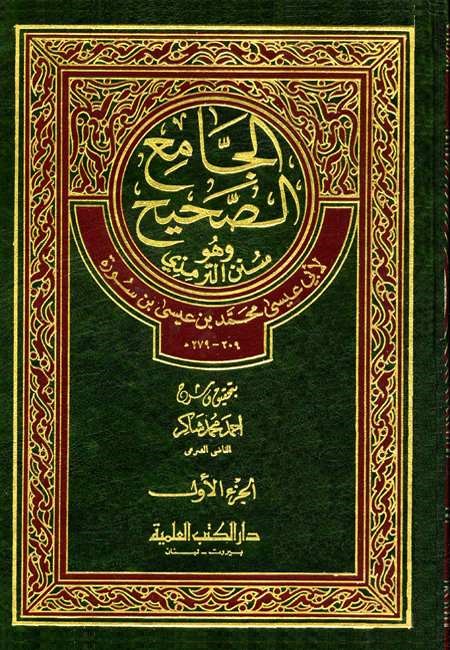 الجامع
الصحيح
وهو
سنن الترمذي
لأبي عيسى محمد بن عيسى بن سورة
٢٠٩ - ٢٧٩ ه
بتحقيق وشرح
احمد محمد شاكر
القاضي الشرعي
الجزء الأول
دار الكتب العلمية
بيروت - لبنان